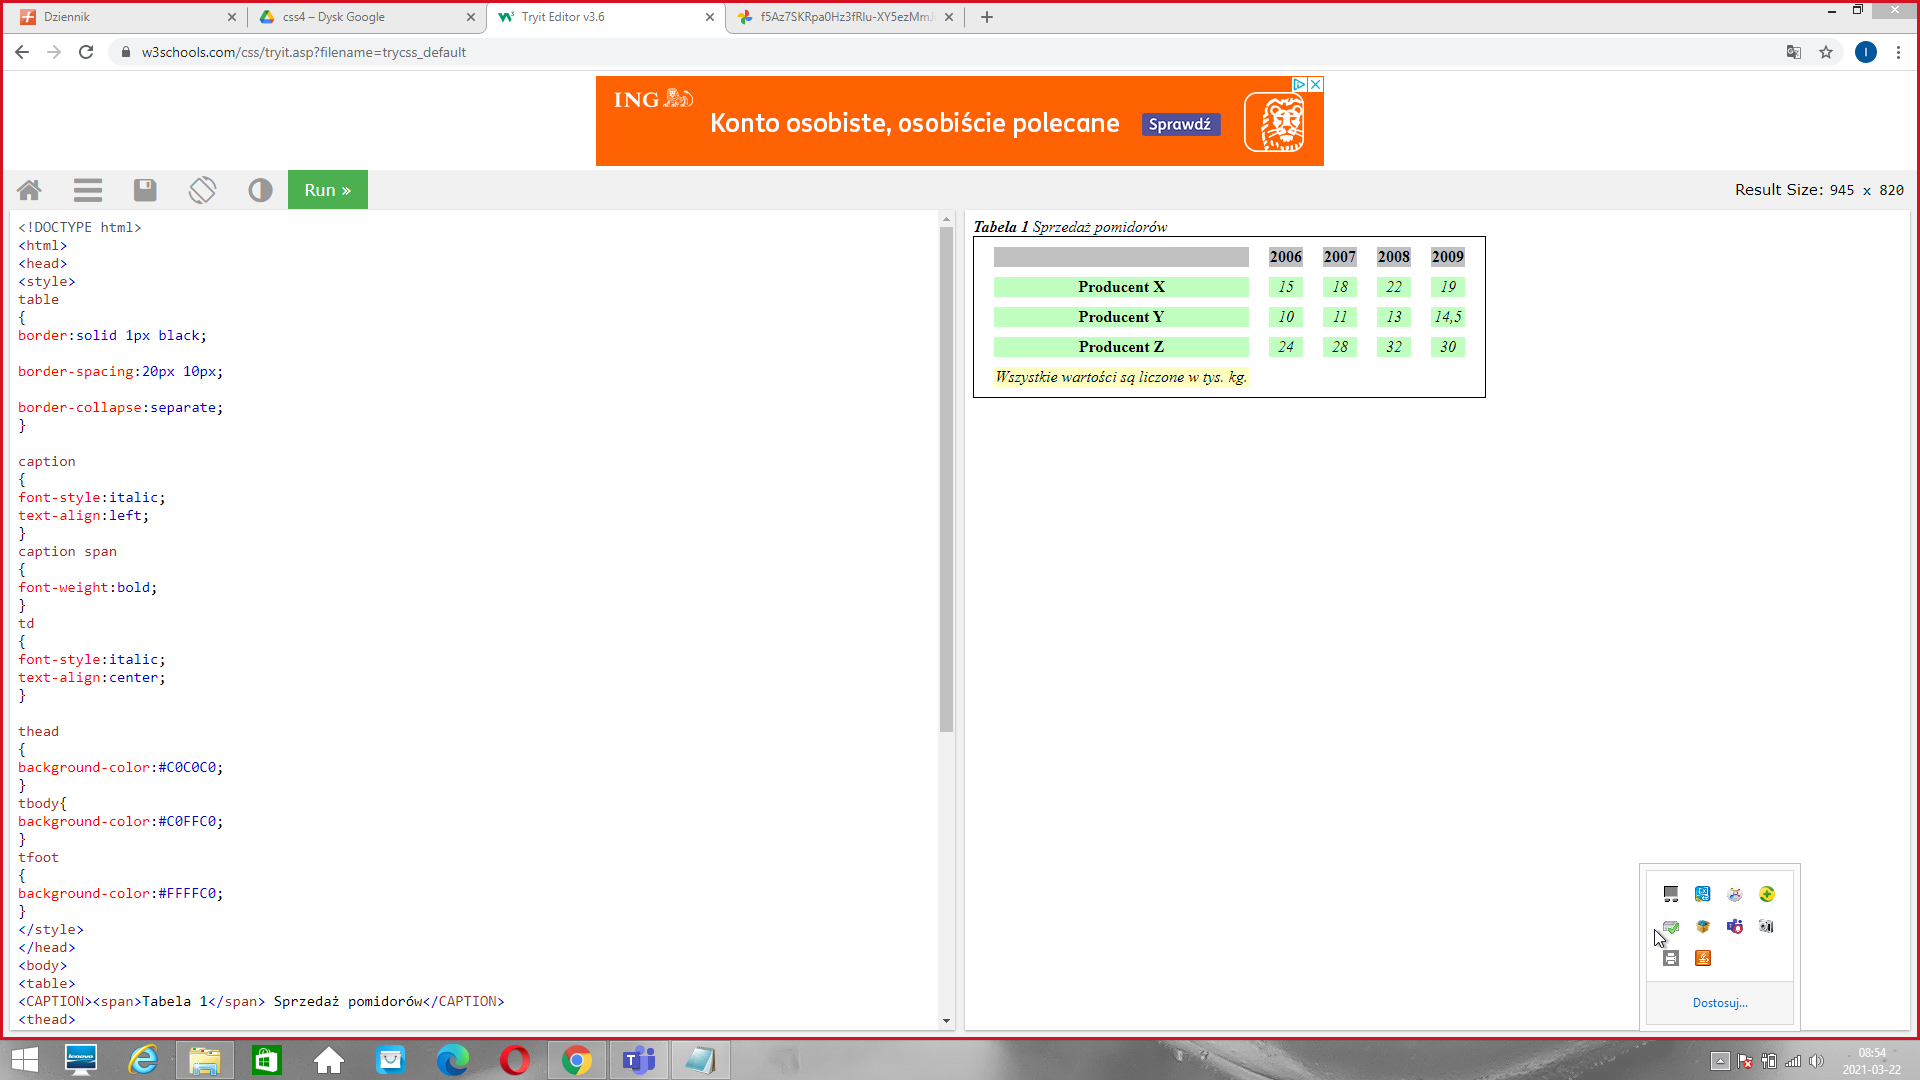 Dziennik
css4 – Dysk Google
Tryit Editor v3.6
f5Az7SKRpa0Hz3fRlu-XY5ezMm
w3schools.com/css/tryit.asp?filename=trycss_default
I
ING
Konto osobiste, osobiście polecane
Sprawdź
Run »
Result Size: 945 x 820
<!DOCTYPE html>
<html>
<head>
<style>
table
{
border:solid 1px black;
border-spacing:20px 10px;
border-collapse:separate;
}
caption
{
font-style:italic;
text-align:left;
}
caption span
{
font-weight:bold;
}
td
{
font-style:italic;
text-align:center;
}
thead
{
background-color:#C0C0C0;
}
tbody{
background-color:#C0FFC0;
}
tfoot
{
background-color:#FFFFC0;
}
</style>
</head>
<body>
<table>
<CAPTION><span>Tabela 1</span> Sprzedaż pomidorów</CAPTION>
<thead>
Tabela 1 Sprzedaż pomidorów
2006 2007 2008 2009
Producent X 15 18 22 19
Producent Y 10 11 13 14,5
Producent Z 24 28 32 30
Wszystkie wartości są liczone w tys. kg.
Dostosuj...
lenovo
08:54
2021-03-22